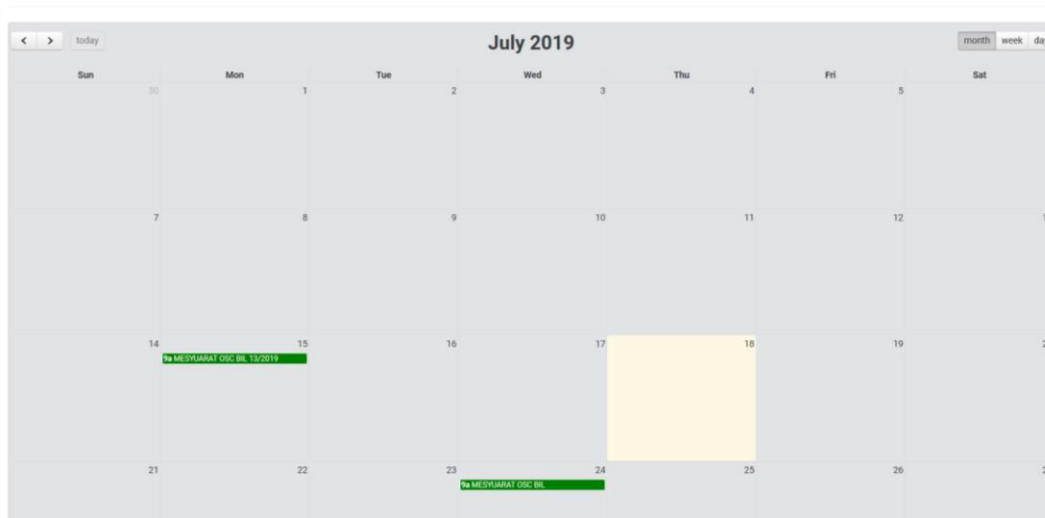 today
July 2019
month week day
Sun Mon Tue Wed Thu Fri Sat
30 1 2 3 4 5
7 8 9 10 11 12
14 15 16 17 18 19
9a MESYUARAT OSC BIL 13/2019
21 22 23 24 25 26
9a MESYUARAT OSC BIL